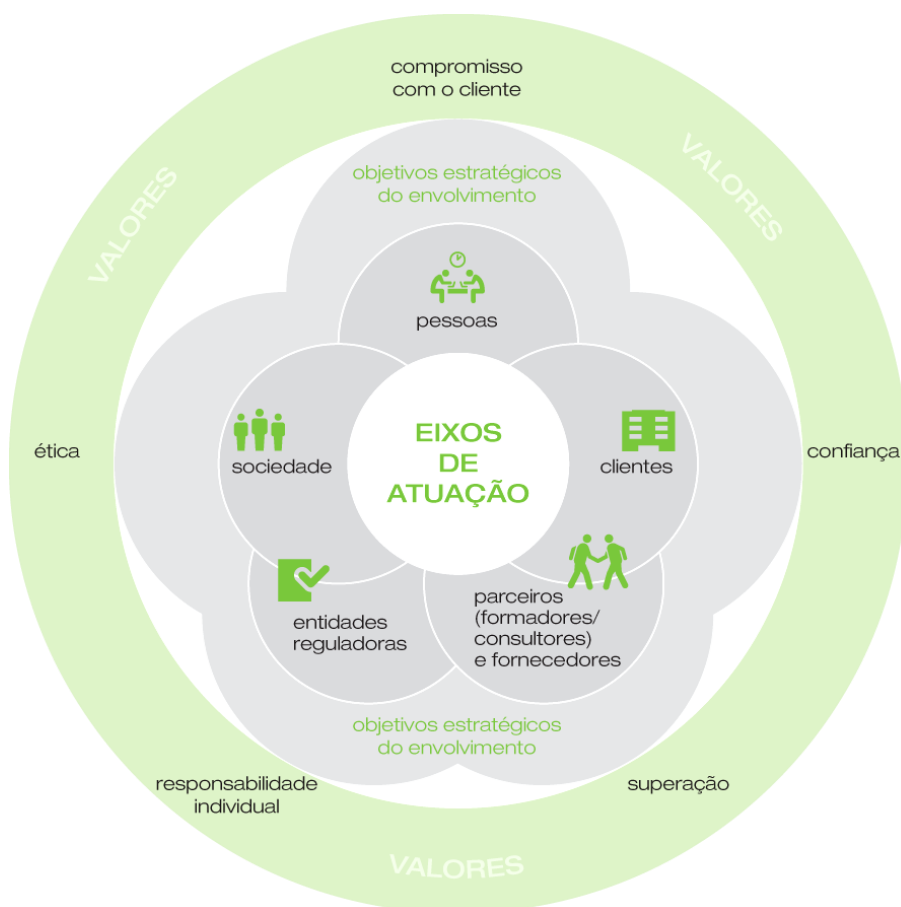 compromisso
com o cliente
VALORES
VALORES
objetivos estratégicos
do envolvimento
pessoas
ética
sociedade
EIXOS
DE
ATUAÇÃO
clientes
confiança
entidades
reguladoras
parceiros
(formadores/
consultores)
e fornecedores
objetivos estratégicos
do envolvimento
responsabilidade
individual
superação
VALORES